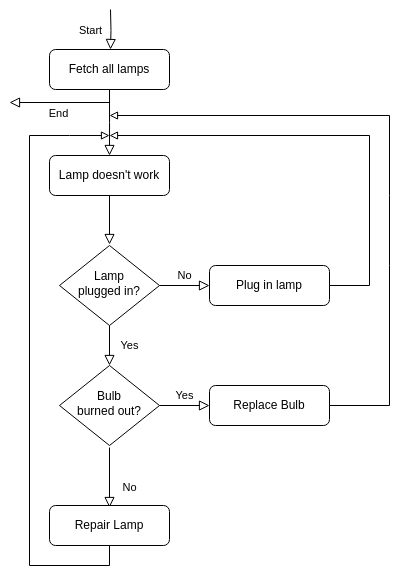 Start
Fetch all lamps
End
Lamp doesn't work
Lamp
plugged in?
No
Plug in lamp
Yes
Bulb
burned out?
Yes
Replace Bulb
No
Repair Lamp